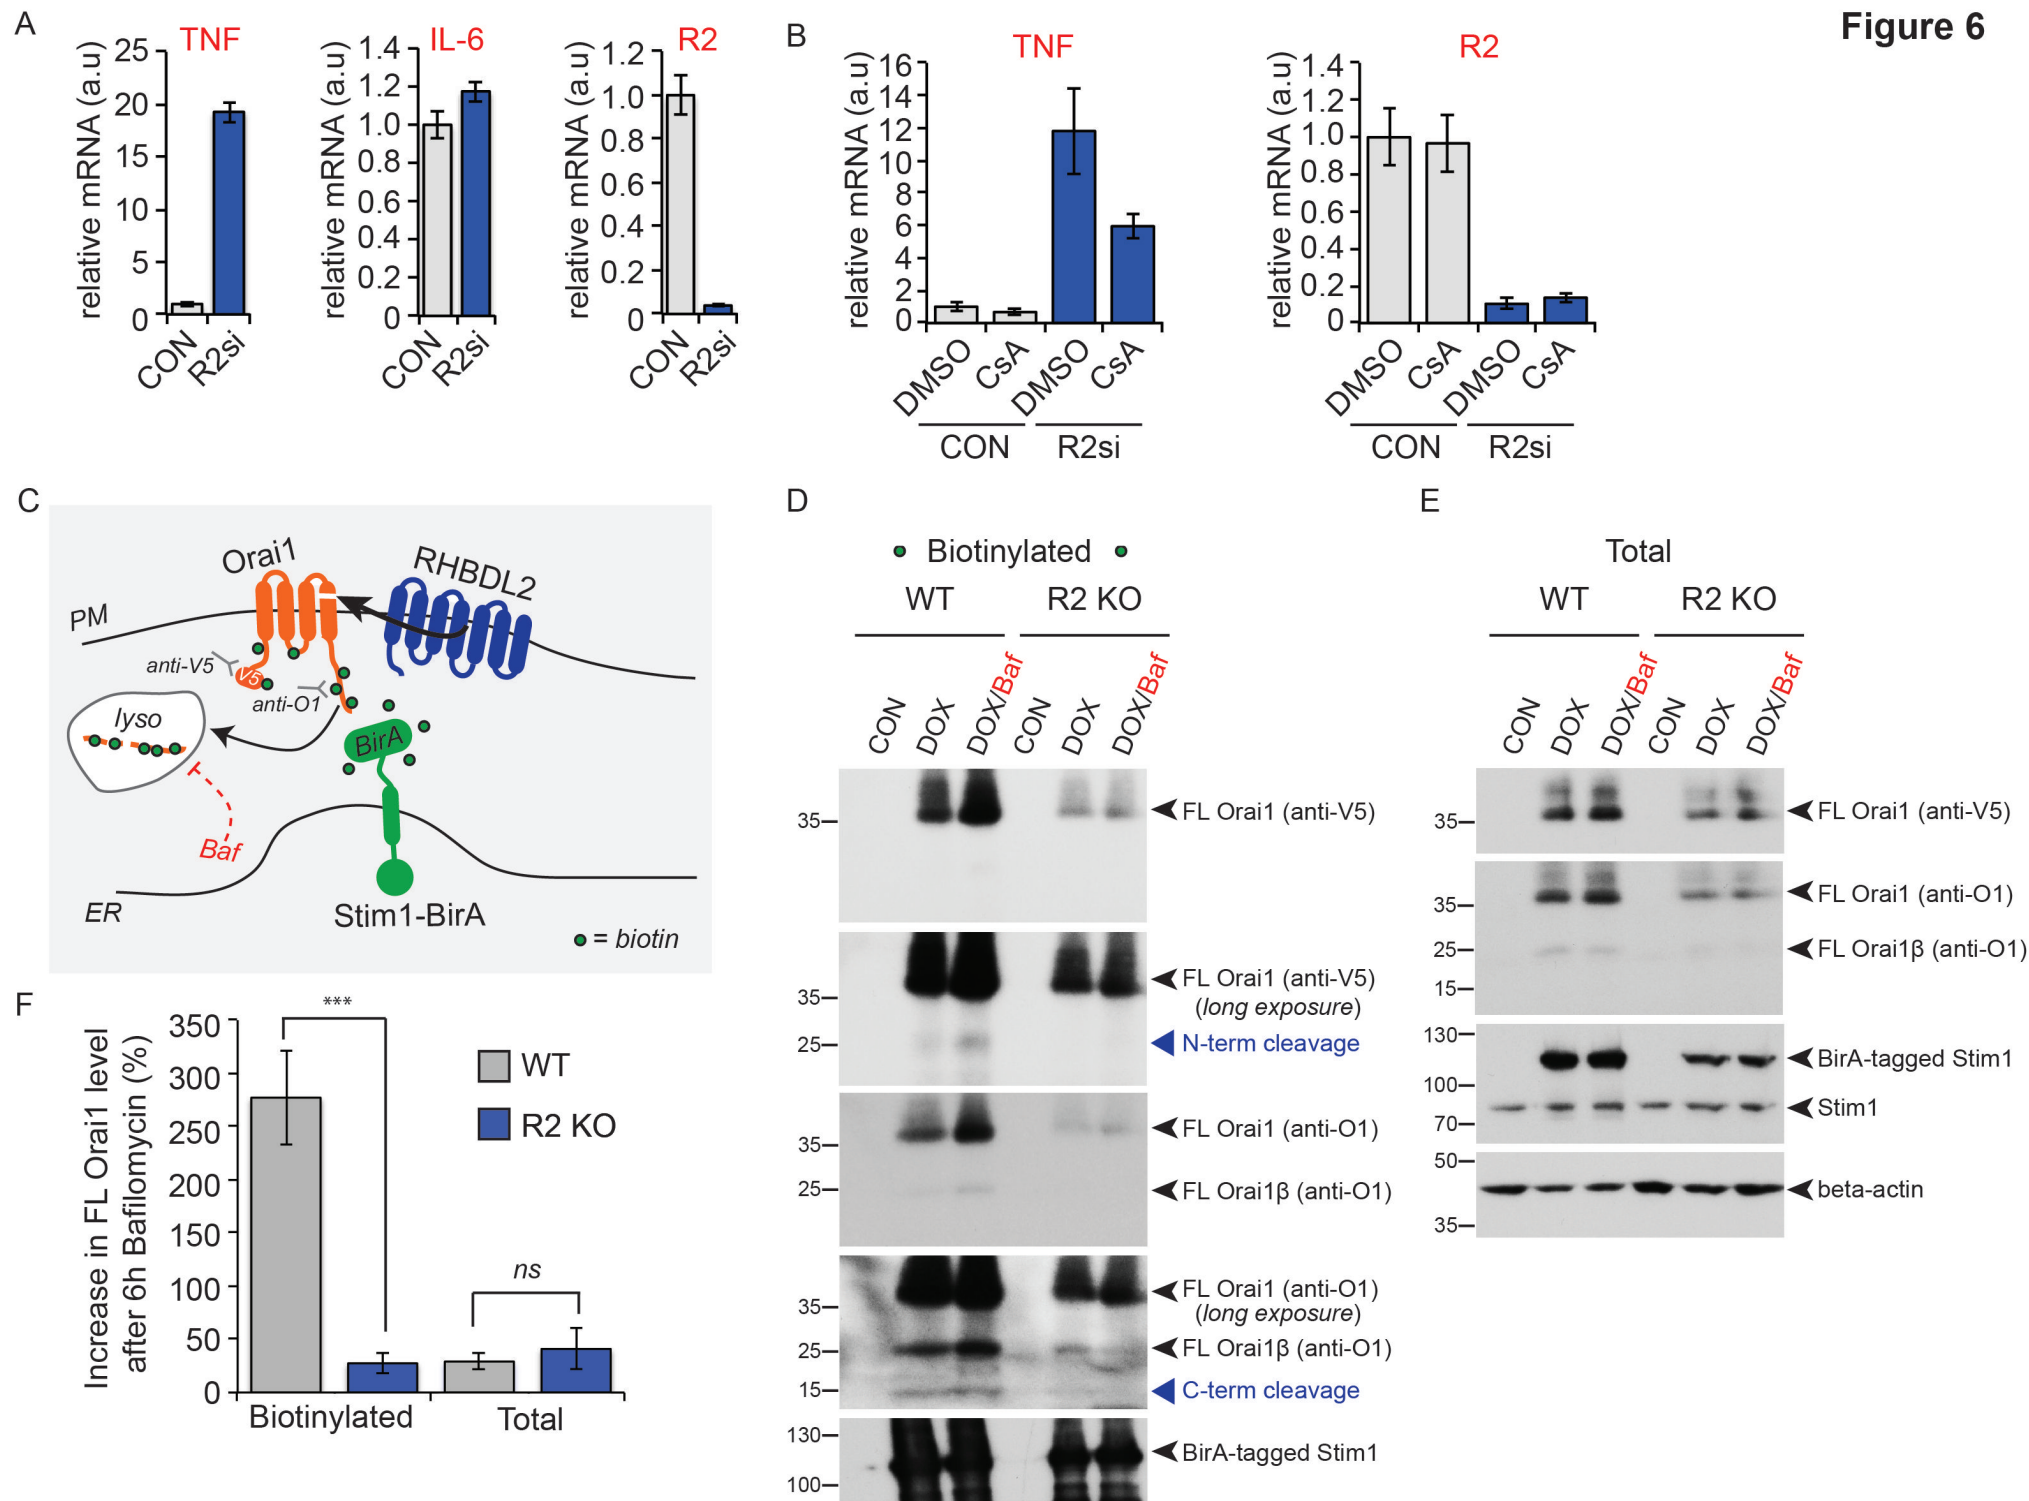 Figure 6
A
TNF
relative mRNA (a.u)
25
20
15
10
5
0
CON
R2si
IL-6
relative mRNA (a.u)
1.4
1.2
1.0
0.8
0.6
0.4
0.2
0
CON
R2si
R2
relative mRNA (a.u)
1.2
1.0
0.8
0.6
0.4
0.2
0
CON
R2si
B
TNF
relative mRNA (a.u)
16
14
12
10
8
6
4
2
0
DMSO
CsA
DMSO
CsA
CON
R2si
R2
relative mRNA (a.u)
1.4
1.2
1.0
0.8
0.6
0.4
0.2
0
DMSO
CsA
DMSO
CsA
CON
R2si
C
Orai1
RHBDL2
PM
anti-V5
V5
anti-O1
lyso
BirA
Baf
ER
Stim1-BirA
= biotin
D
Biotinylated
WT
R2 KO
CON
DOX
DOX/Baf
CON
DOX
DOX/Baf
35
FL Orai1 (anti-V5)
35
FL Orai1 (anti-V5)
(long exposure)
25
N-term cleavage
35
FL Orai1 (anti-O1)
25
FL Orai1β (anti-O1)
35
FL Orai1 (anti-O1)
(long exposure)
25
FL Orai1β (anti-O1)
15
C-term cleavage
130
BirA-tagged Stim1
100
E
Total
WT
R2 KO
CON
DOX
DOX/Baf
CON
DOX
DOX/Baf
35
FL Orai1 (anti-V5)
35
FL Orai1 (anti-O1)
25
FL Orai1β (anti-O1)
15
130
BirA-tagged Stim1
100
Stim1
70
50
beta-actin
35
F
Increase in FL Orai1 level
after 6h Bafilomycin (%)
350
300
250
200
150
100
50
0
***
WT
R2 KO
ns
Biotinylated
Total